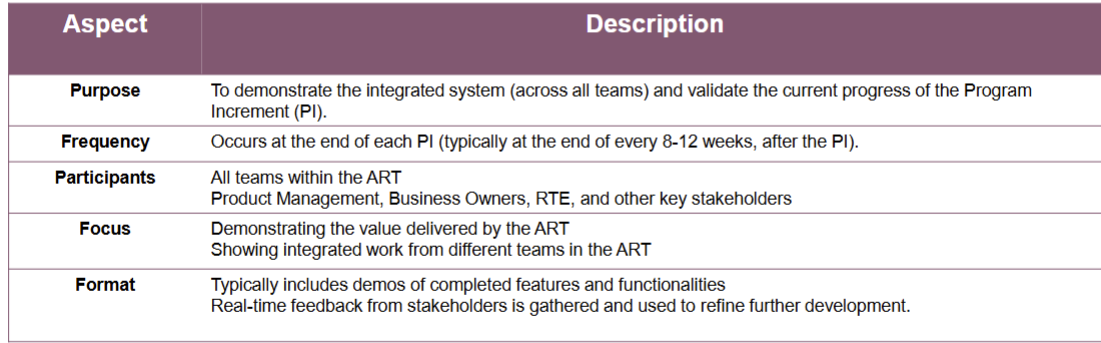 Aspect Description
Purpose To demonstrate the integrated system (across all teams) and validate the current progress of the Program
Increment (PI).
Frequency Occurs at the end of each PI (typically at the end of every 8-12 weeks, after the PI).
Participants All teams within the ART
Product Management, Business Owners, RTE, and other key stakeholders
Focus Demonstrating the value delivered by the ART
Showing integrated work from different teams in the ART
Format Typically includes demos of completed features and functionalities
Real-time feedback from stakeholders is gathered and used to refine further development.